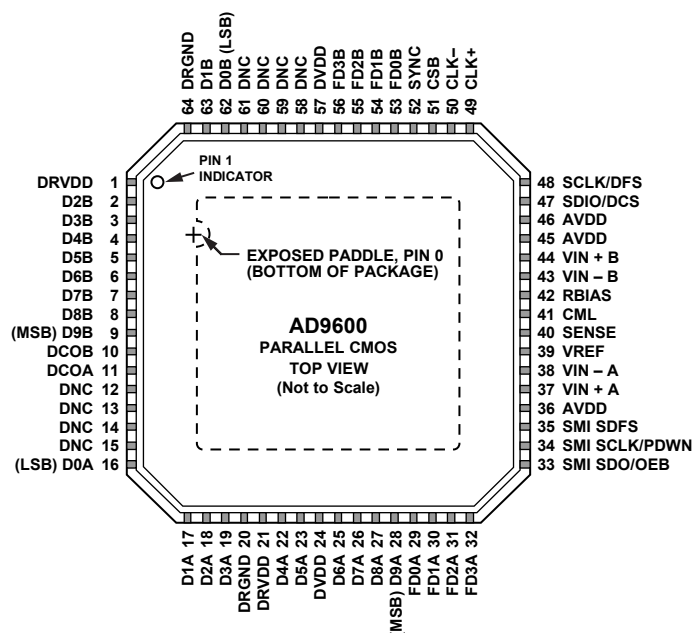 64 DRGND
63 D1B
62 D0B (LSB)
61 DNC
60 DNC
59 DNC
58 DNC
57 DVDD
56 FD3B
55 FD2B
54 FD1B
53 FD0B
52 SYNC
51 CSB
50 CLK–
49 CLK+
PIN 1
INDICATOR
DRVDD 1
D2B 2
D3B 3
D4B 4
D5B 5
D6B 6
D7B 7
D8B 8
(MSB) D9B 9
DCOB 10
DCOA 11
DNC 12
DNC 13
DNC 14
DNC 15
(LSB) D0A 16
EXPOSED PADDLE, PIN 0
(BOTTOM OF PACKAGE)
AD9600
PARALLEL CMOS
TOP VIEW
(Not to Scale)
48 SCLK/DFS
47 SDIO/DCS
46 AVDD
45 AVDD
44 VIN + B
43 VIN – B
42 RBIAS
41 CML
40 SENSE
39 VREF
38 VIN – A
37 VIN + A
36 AVDD
35 SMI SDFS
34 SMI SCLK/PDWN
33 SMI SDO/OEB
D1A 17
D2A 18
D3A 19
DRGND 20
DRVDD 21
D4A 22
D5A 23
DVDD 24
D6A 25
D7A 26
D8A 27
(MSB) D9A 28
FD0A 29
FD1A 30
FD2A 31
FD3A 32